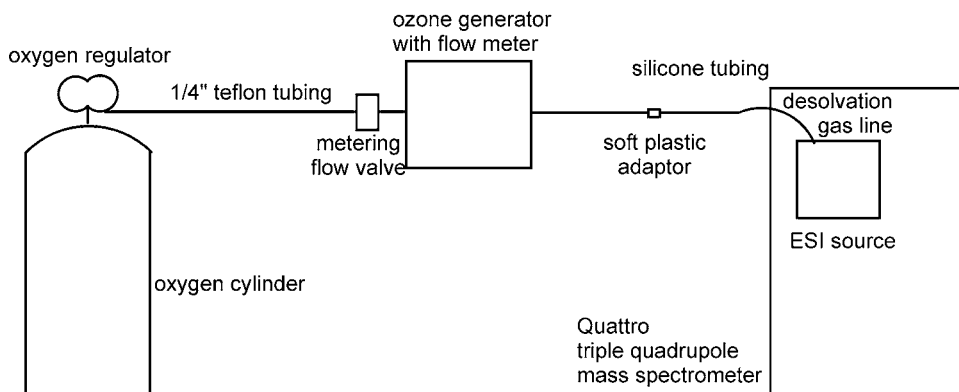 ozone generator
with flow meter
oxygen regulator
1/4" teflon tubing
silicone tubing
desolvation
gas line
metering
flow valve
soft plastic
adaptor
ESI source
oxygen cylinder
Quattro
triple quadrupole
mass spectrometer